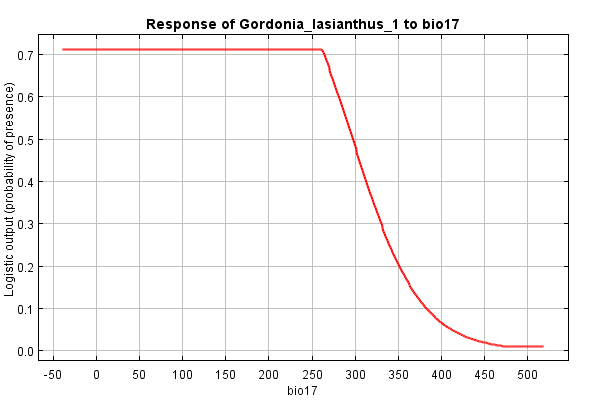 Response of Gordonia_lasianthus_1 to bio17
Logistic output (probability of presence)
0.7
0.6
0.5
0.4
0.3
0.2
0.1
0.0
-50 0 50 100 150 200 250 300 350 400 450 500
bio17